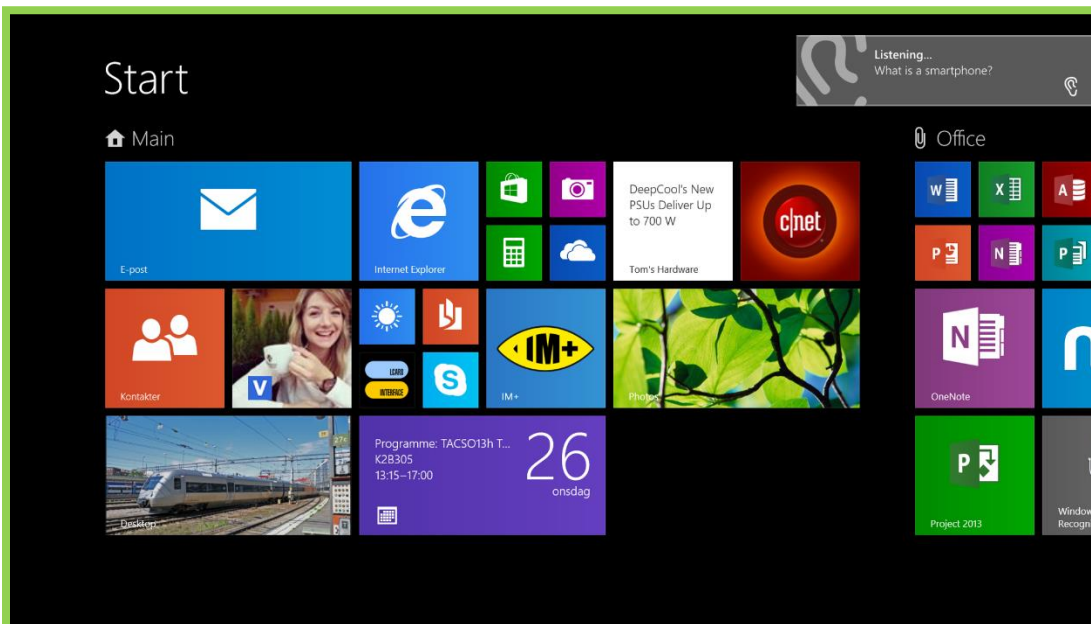 Start
Listening...
What is a smartphone?
Main
Office
E-post
Internet Explorer
DeepCool's New
PSUs Deliver Up
to 700 W
Tom's Hardware
c|net
W
X
A
P
N
P
Kontakter
V
LCARS
INTERFACE
S
IM+
IM+
Photos
N
OneNote
Desktop
Programme: TACSO13h T...
K2B305
13:15–17:00
26
onsdag
P
Project 2013
Window
Recogn